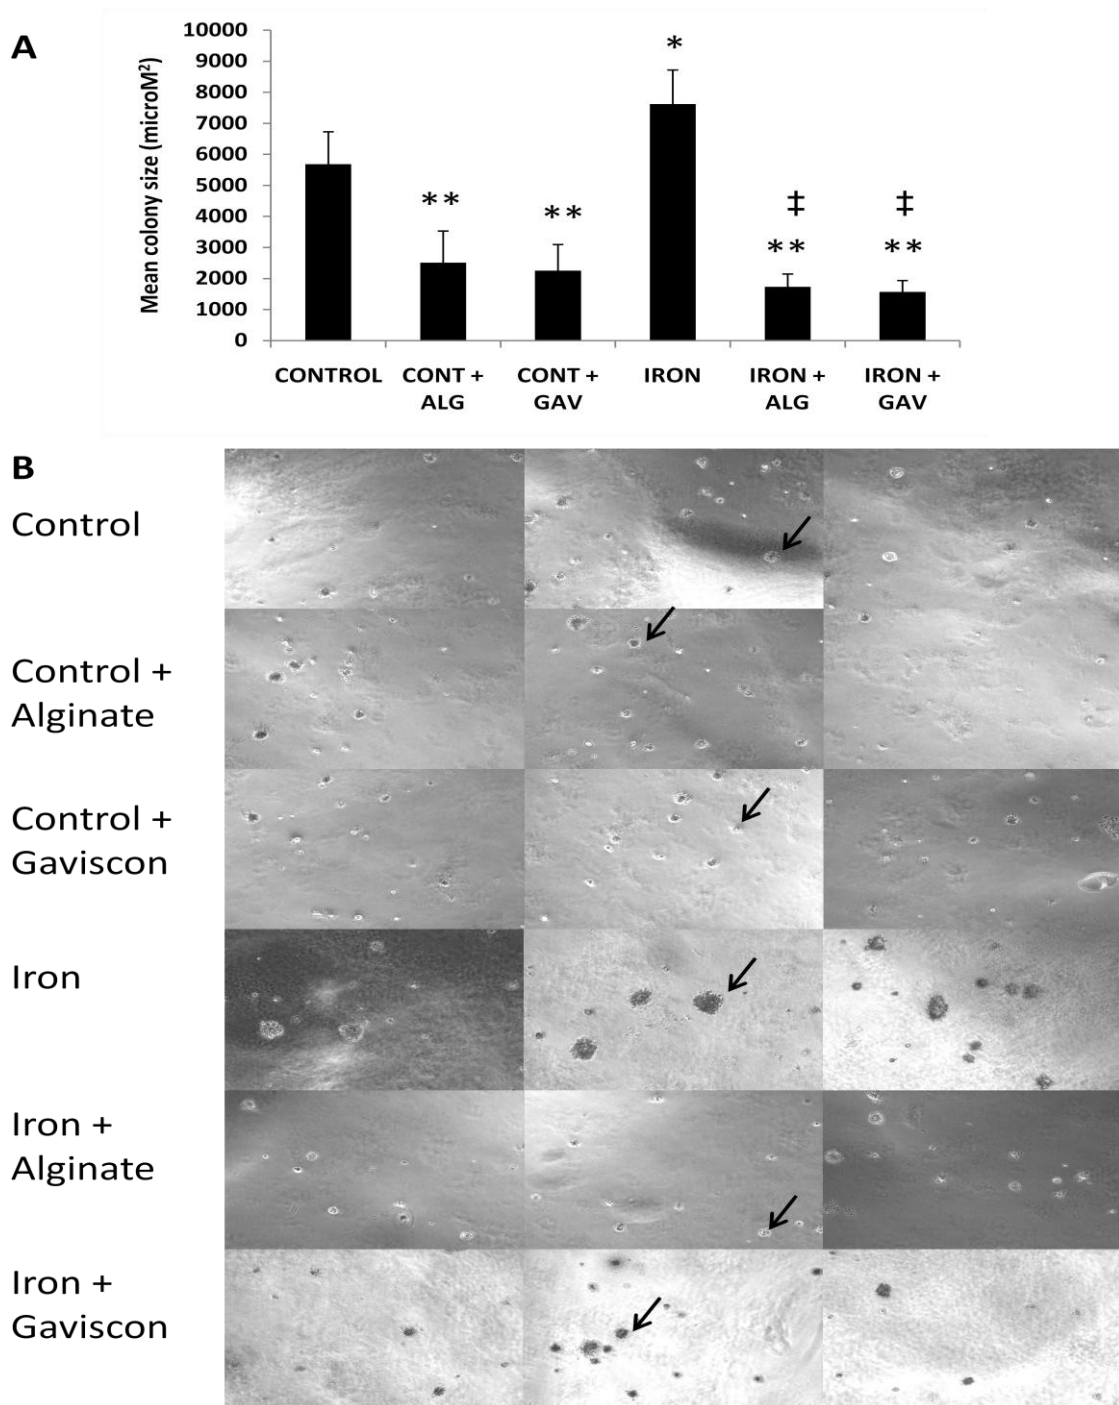 A
Mean colony size (microM²)
10000
9000
8000
7000
6000
5000
4000
3000
2000
1000
0
*
** ** ‡ ‡
** **
CONTROL CONT + ALG CONT + GAV IRON IRON + ALG IRON + GAV
B
Control
Control +
Alginate
Control +
Gaviscon
Iron
Iron +
Alginate
Iron +
Gaviscon